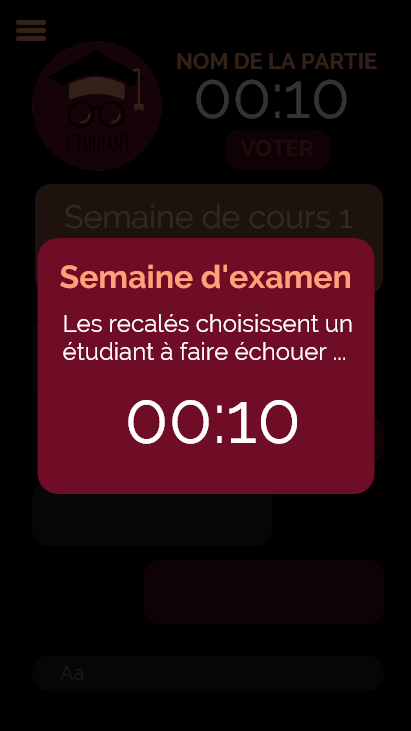 NOM DE LA PARTIE
00:10
ETUDIANT
VOTER
Semaine de cours 1
Semaine d'examen
Les recalés choisissent un
étudiant à faire échouer ...
00:10
Aa